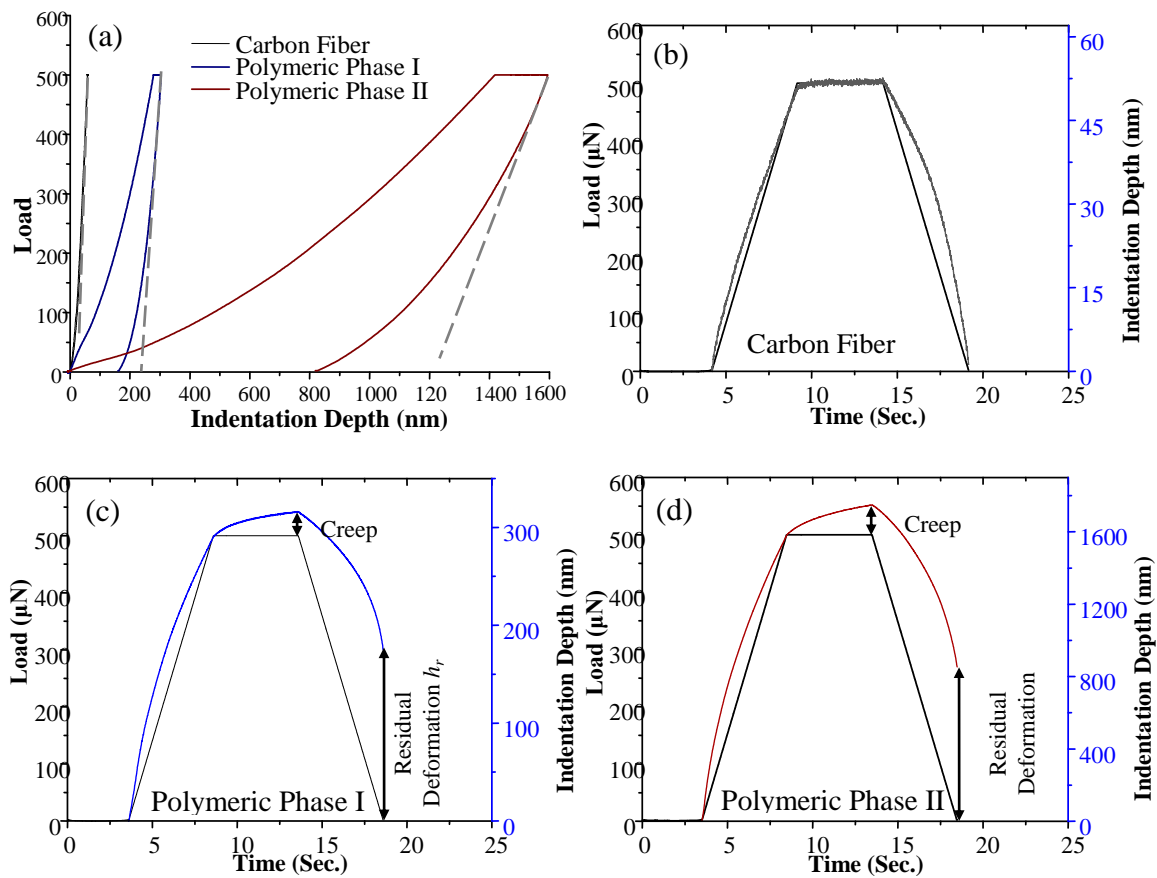 (a)
Carbon Fiber
Polymeric Phase I
Polymeric Phase II
600
500
400
300
200
100
0
Load
0 200 400 600 800 1000 120 1400 1600
Indentation Depth (nm)
(b)
600
500
400
300
200
100
0
Load (μN)
60
45
30
15
0
Indentation Depth (nm)
Carbon Fiber
0 5 10 15 20 25
Time (Sec.)
(c)
600
500
400
300
200
100
0
Load (μN)
300
200
100
0
Indentation Depth (nm)
Creep
Residual
Deformation hr
Polymeric Phase I
0 5 10 15 20 25
Time (Sec.)
(d)
600
500
400
300
200
100
0
Load (μN)
1600
1200
800
400
0
Indentation Depth (nm)
Creep
Residual
Deformation
Polymeric Phase II
0 5 10 15 20 25
Time (Sec.)